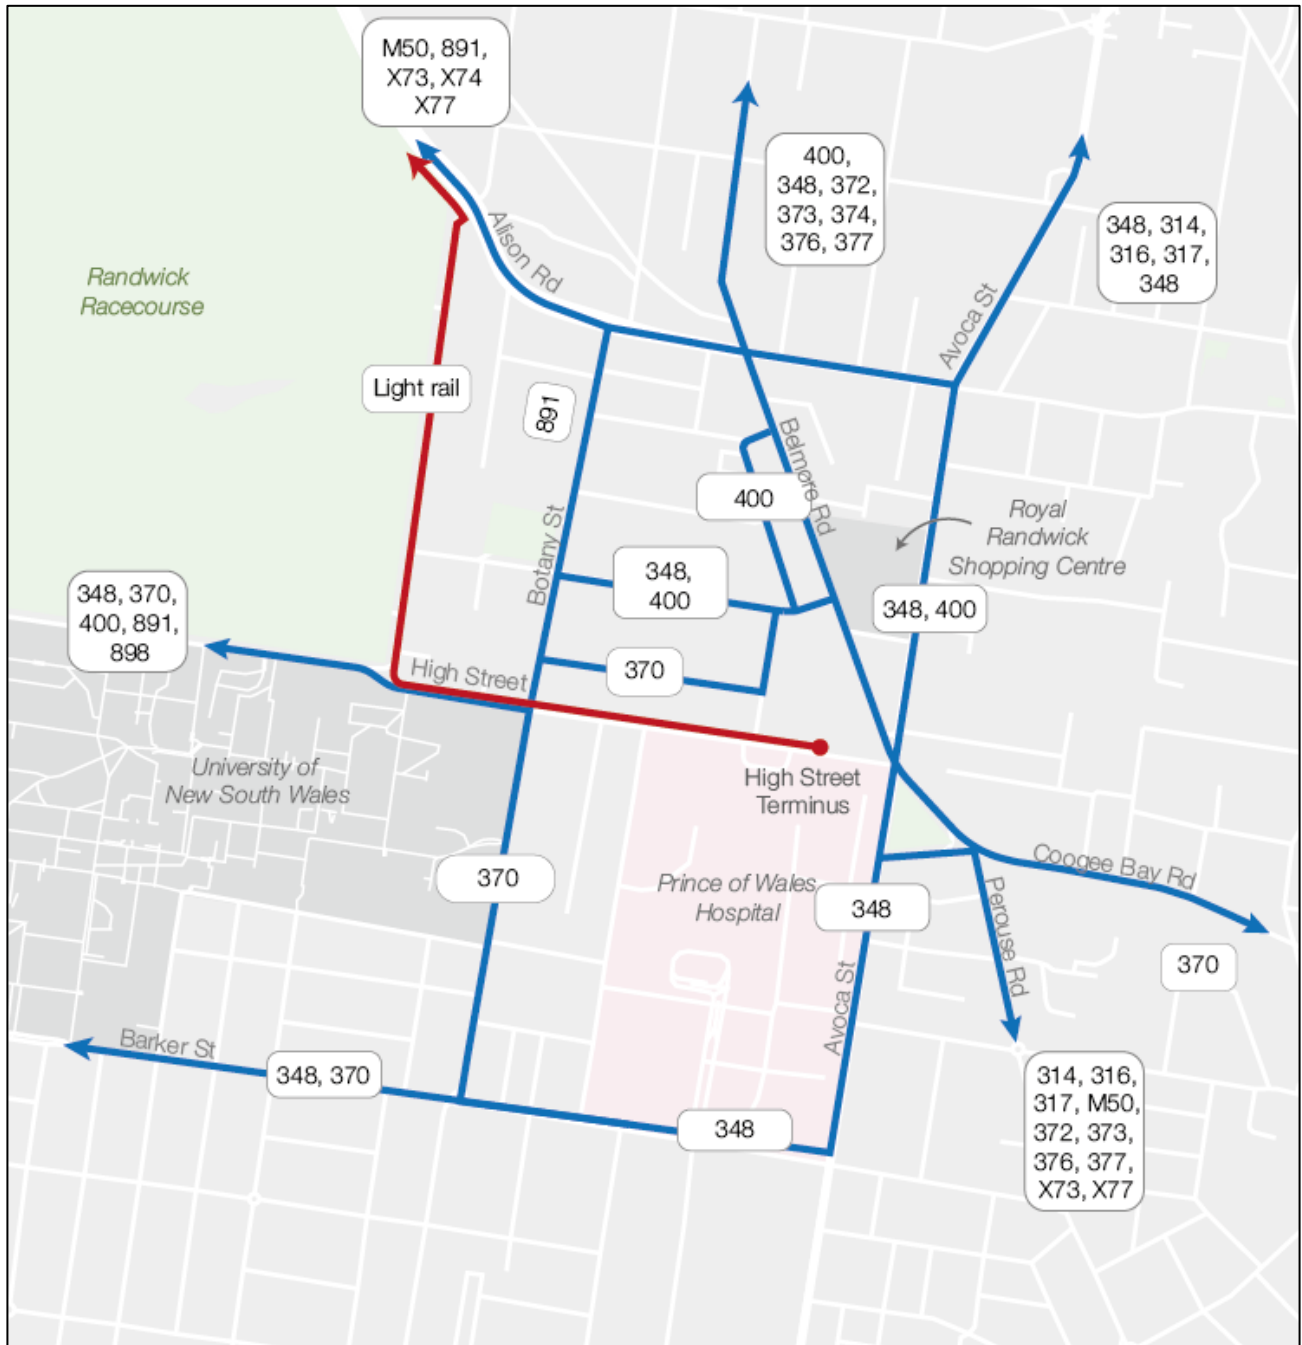 M50, 891,
X73, X74
X77
400,
348, 372,
373, 374,
376, 377
348, 314,
316, 317,
348
Alison Rd
Avoca St
Randwick
Racecourse
Light rail
891
Belmore Rd
400
Royal
Randwick
Shopping Centre
Botany St
348,
400
348, 400
348, 370,
400, 891,
898
High Street
370
University of
New South Wales
High Street
Terminus
370
Prince of Wales
Hospital
348
Coogee Bay Rd
Perouse Rd
370
Avoca St
Barker St
348, 370
348
314, 316,
317, M50,
372, 373,
376, 377,
X73, X77